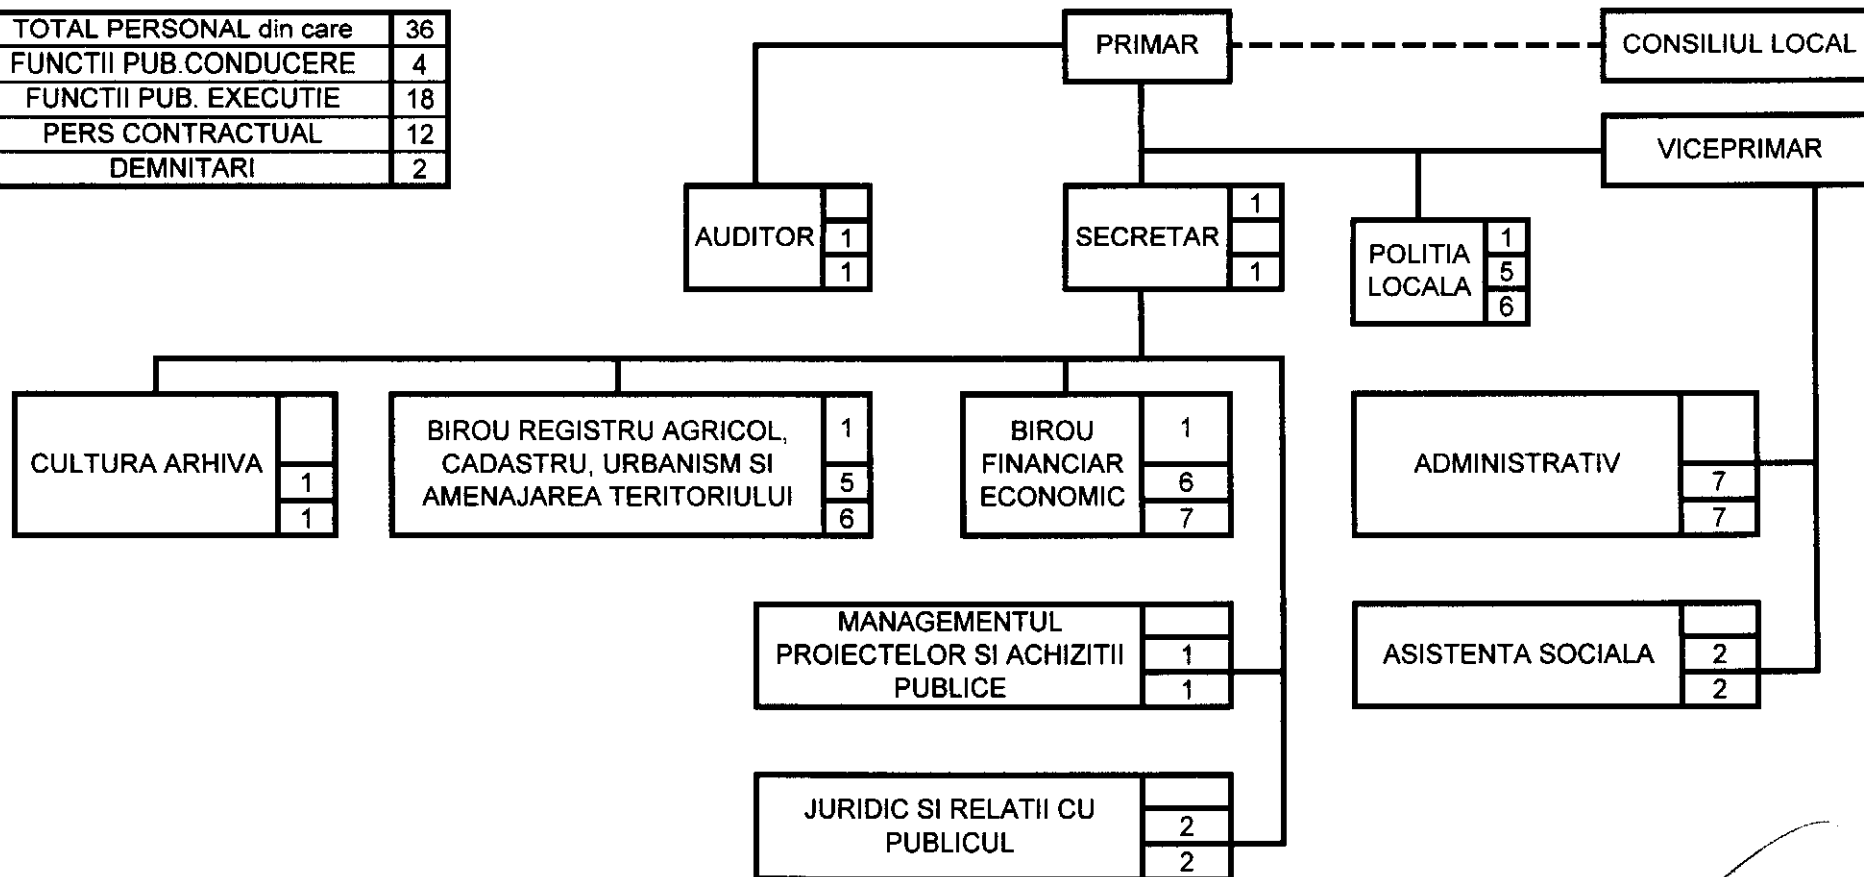 TOTAL PERSONAL din care 36
FUNCTII PUB.CONDUCERE 4
FUNCTII PUB. EXECUTIE 18
PERS CONTRACTUAL 12
DEMNITARI 2
PRIMAR
CONSILIUL LOCAL
VICEPRIMAR
AUDITOR
1
1
SECRETAR
1
1
POLITIA
LOCALA
1
5
6
CULTURA ARHIVA
1
1
BIROU REGISTRU AGRICOL,
CADASTRU, URBANISM SI
AMENAJAREA TERITORIULUI
1
5
6
BIROU
FINANCIAR
ECONOMIC
1
6
7
ADMINISTRATIV
7
7
MANAGEMENTUL
PROIECTELOR SI ACHIZITII
PUBLICE
1
1
ASISTENTA SOCIALA
2
2
JURIDIC SI RELATII CU
PUBLICUL
2
2